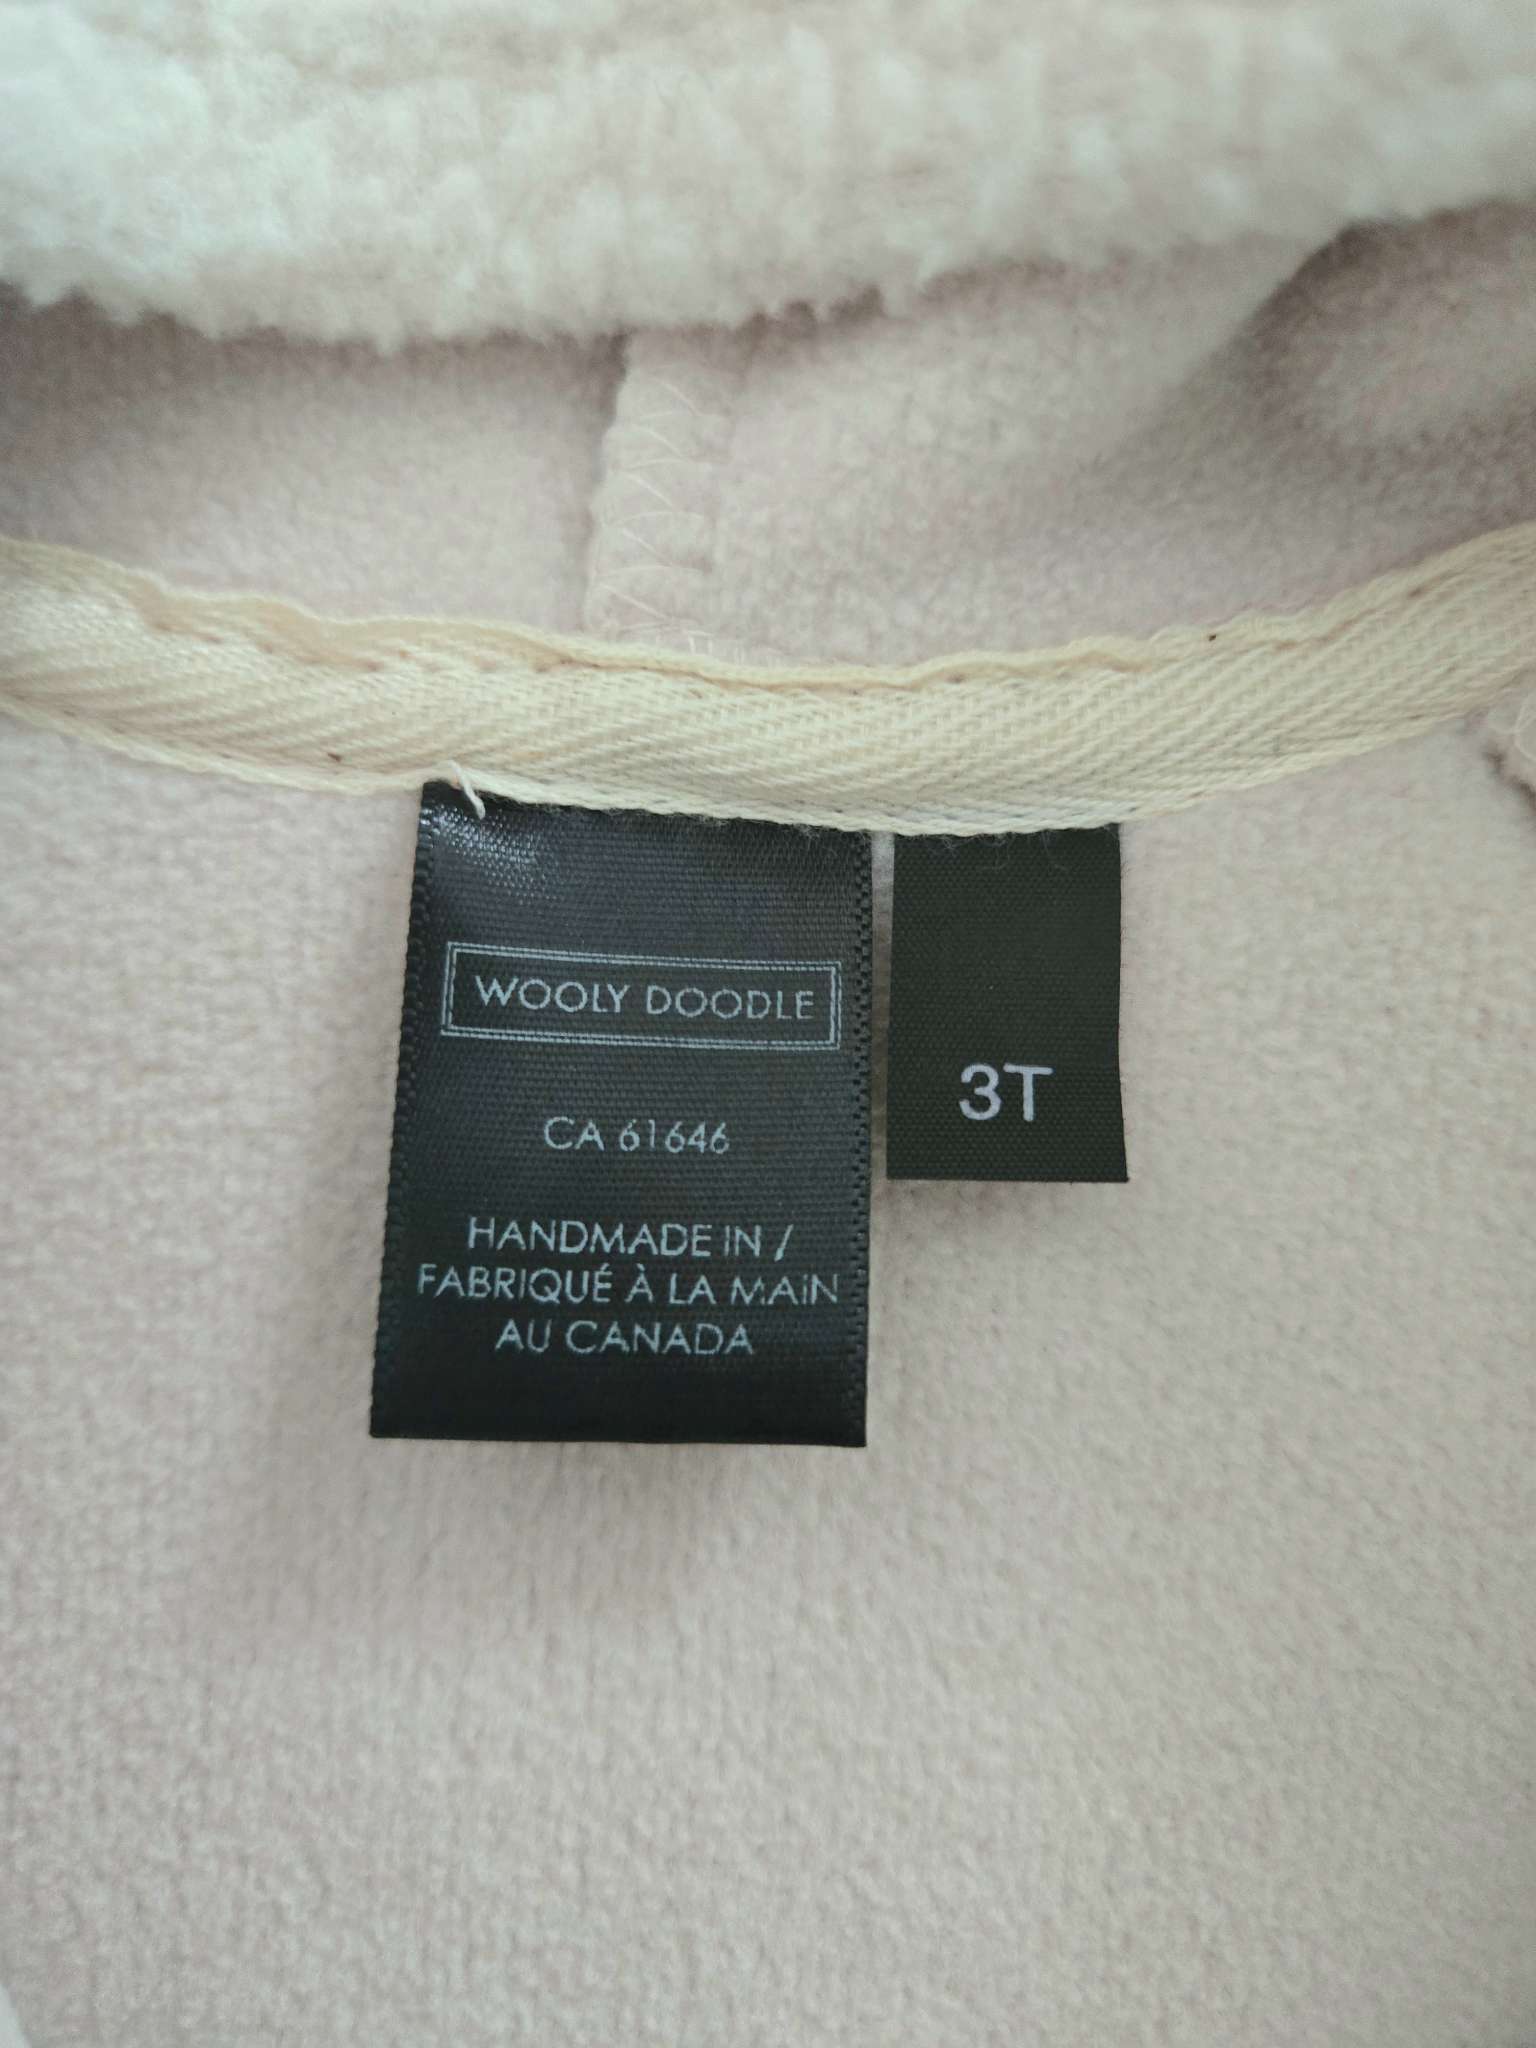 WOOLY DOODLE
CA 61646
HANDMADE IN /
FABRIQUÉ À LA MAIN
AU CANADA
3T